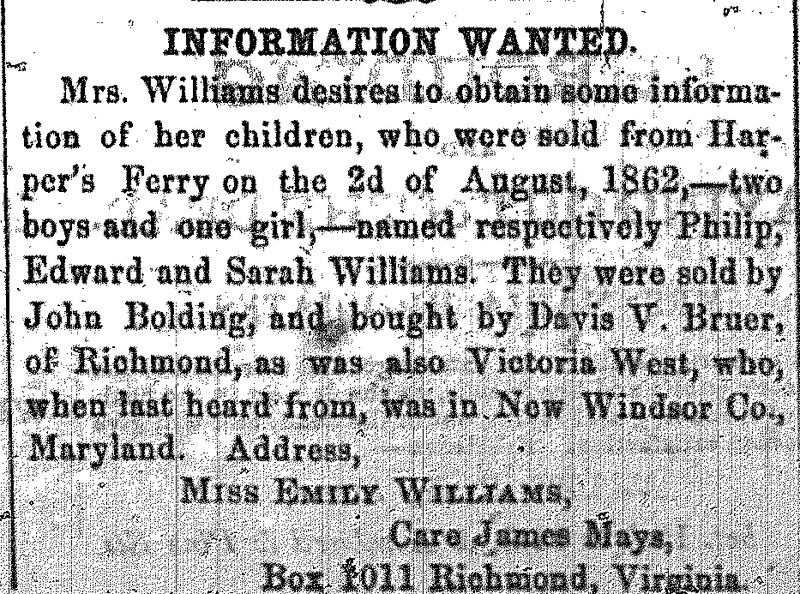 INFORMATION WANTED.
Mrs. Williams desires to obtain some informa-
tion of her children, who were sold from Har-
per's Ferry on the 2d of August, 1862,—two
boys and one girl,—named respectively Philip,
Edward and Sarah Williams. They were sold by
John Bolding, and bought by Davis V. Bruer,
of Richmond, as was also Victoria West, who,
when last heard from, was in New Windsor Co.,
Maryland. Address,
MISS EMILY WILLIAMS,
Care James Mays,
Box 1011 Richmond, Virginia.